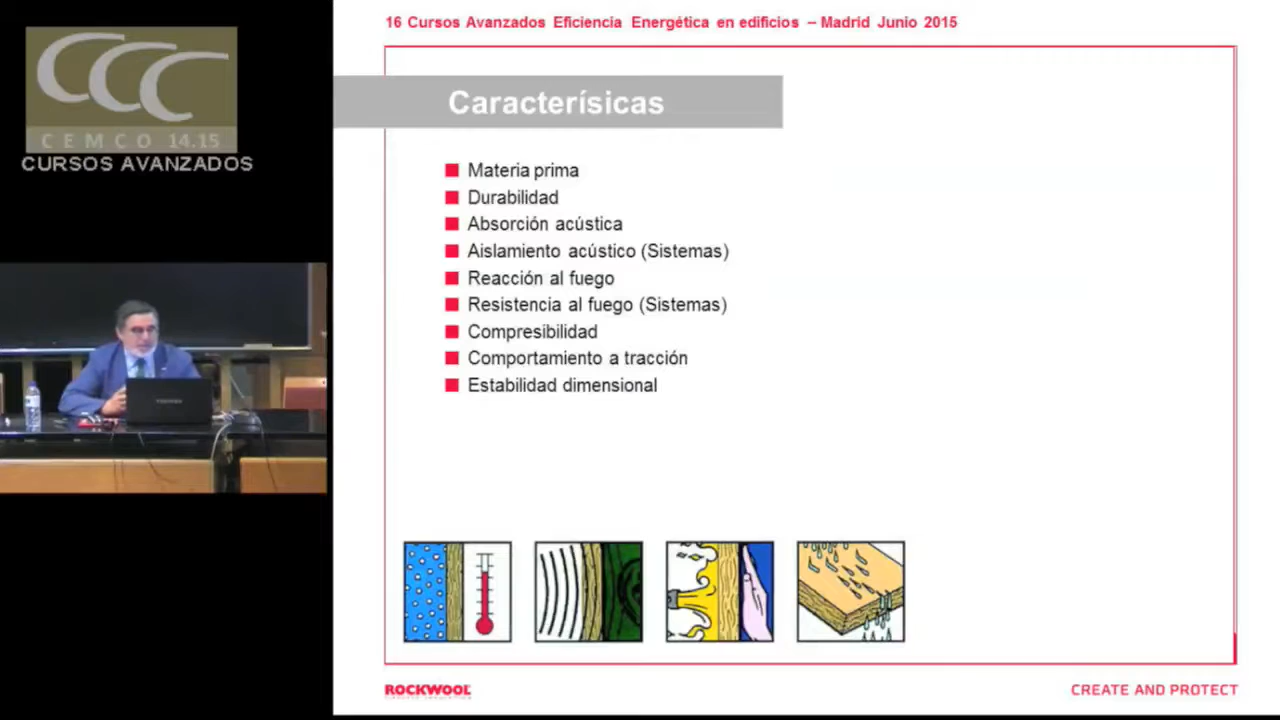 16 Cursos Avanzados Eficiencia Energética en edificios – Madrid Junio 2015
CCC
CEMCO 14.15
CURSOS AVANZADOS
Caracterísicas
Materia prima
Durabilidad
Absorción acústica
Aislamiento acústico (Sistemas)
Reacción al fuego
Resistencia al fuego (Sistemas)
Compresibilidad
Comportamiento a tracción
Estabilidad dimensional
ROCKWOOL
CREATE AND PROTECT